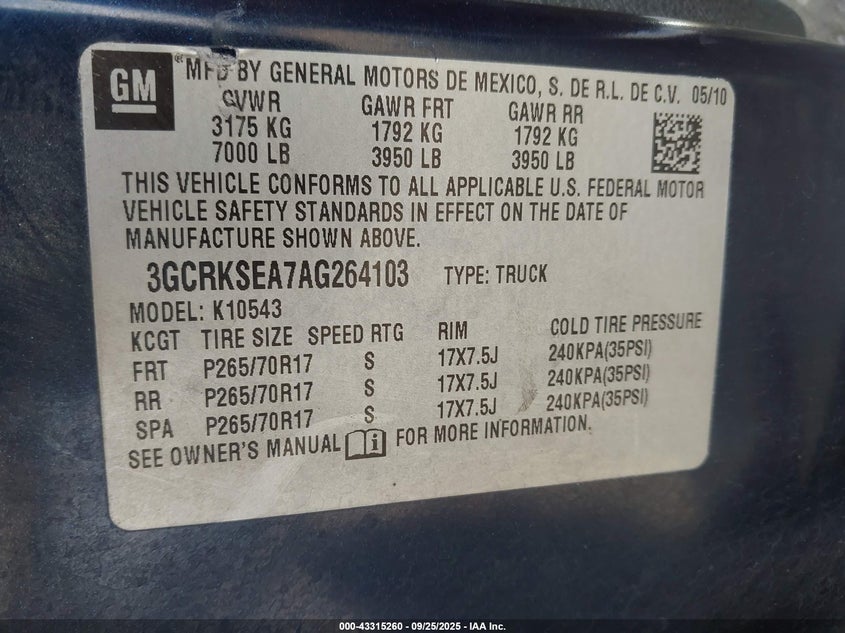 GM
MFD BY GENERAL MOTORS DE MEXICO, S. DE R.L. DE C.V. 05/10
GVWR GAWR FRT GAWR RR
3175 KG 1792 KG 1792 KG
7000 LB 3950 LB 3950 LB
THIS VEHICLE CONFORMS TO ALL APPLICABLE U.S. FEDERAL MOTOR
VEHICLE SAFETY STANDARDS IN EFFECT ON THE DATE OF
MANUFACTURE SHOWN ABOVE.
3GCRKSEA7AG264103 TYPE: TRUCK
MODEL: K10543
KCGT TIRE SIZE SPEED RTG RIM COLD TIRE PRESSURE
FRT P265/70R17 S 17X7.5J 240KPA(35PSI)
RR P265/70R17 S 17X7.5J 240KPA(35PSI)
SPA P265/70R17 S 17X7.5J 240KPA(35PSI)
SEE OWNER'S MANUAL FOR MORE INFORMATION.
000-43315260 - 09/25/2025 - IAA Inc.